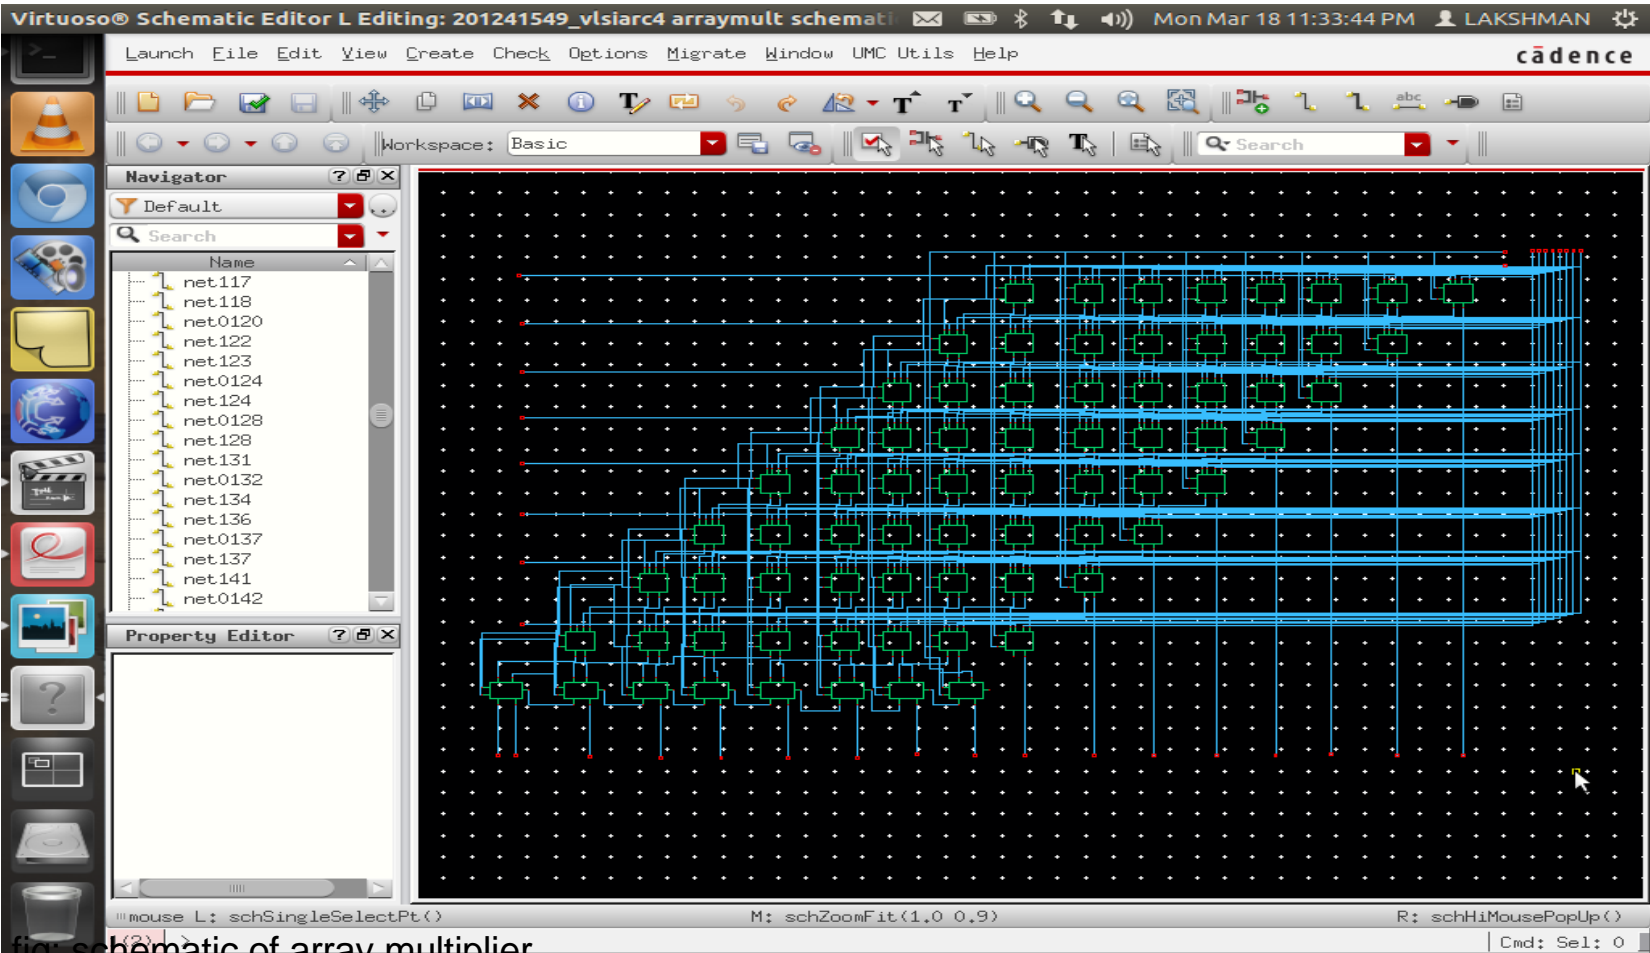 Virtuoso® Schematic Editor L Editing: 201241549_vlsiarc4 arraymult schemati
Mon Mar 18 11:33:44 PM LAKSHMAN
Launch File Edit View Create Check Options Migrate Window UMC Utils Help
cādence
abc
Workspace: Basic
Search
Navigator
Default
Search
Name
net117
net118
net0120
net122
net123
net0124
net124
net0128
net128
net131
net0132
net134
net136
net0137
net137
net141
net0142
Property Editor
mouse L: schSingleSelectPt() M: schZoomFit(1.0 0.9) R: schHiMousePopUp()
(2) >
Cmd: Sel: 0
fig: schematic of array multiplier